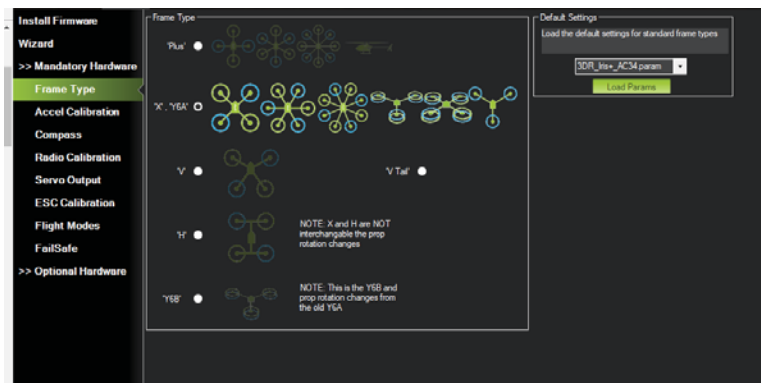 Install Firmware
Wizard
>> Mandatory Hardware
Frame Type
Accel Calibration
Compass
Radio Calibration
Servo Output
ESC Calibration
Flight Modes
FailSafe
>> Optional Hardware
Frame Type
'Plus'
'X', 'Y6A'
'V'
'V Tail'
'H'
NOTE: X and H are NOT
interchangable the prop
rotation changes
'Y6B'
NOTE: This is the Y6B and
prop rotation changes from
the old Y6A
Default Settings
Load the default settings for standard frame types
3DR_Iris+_AC34.param
Load Params